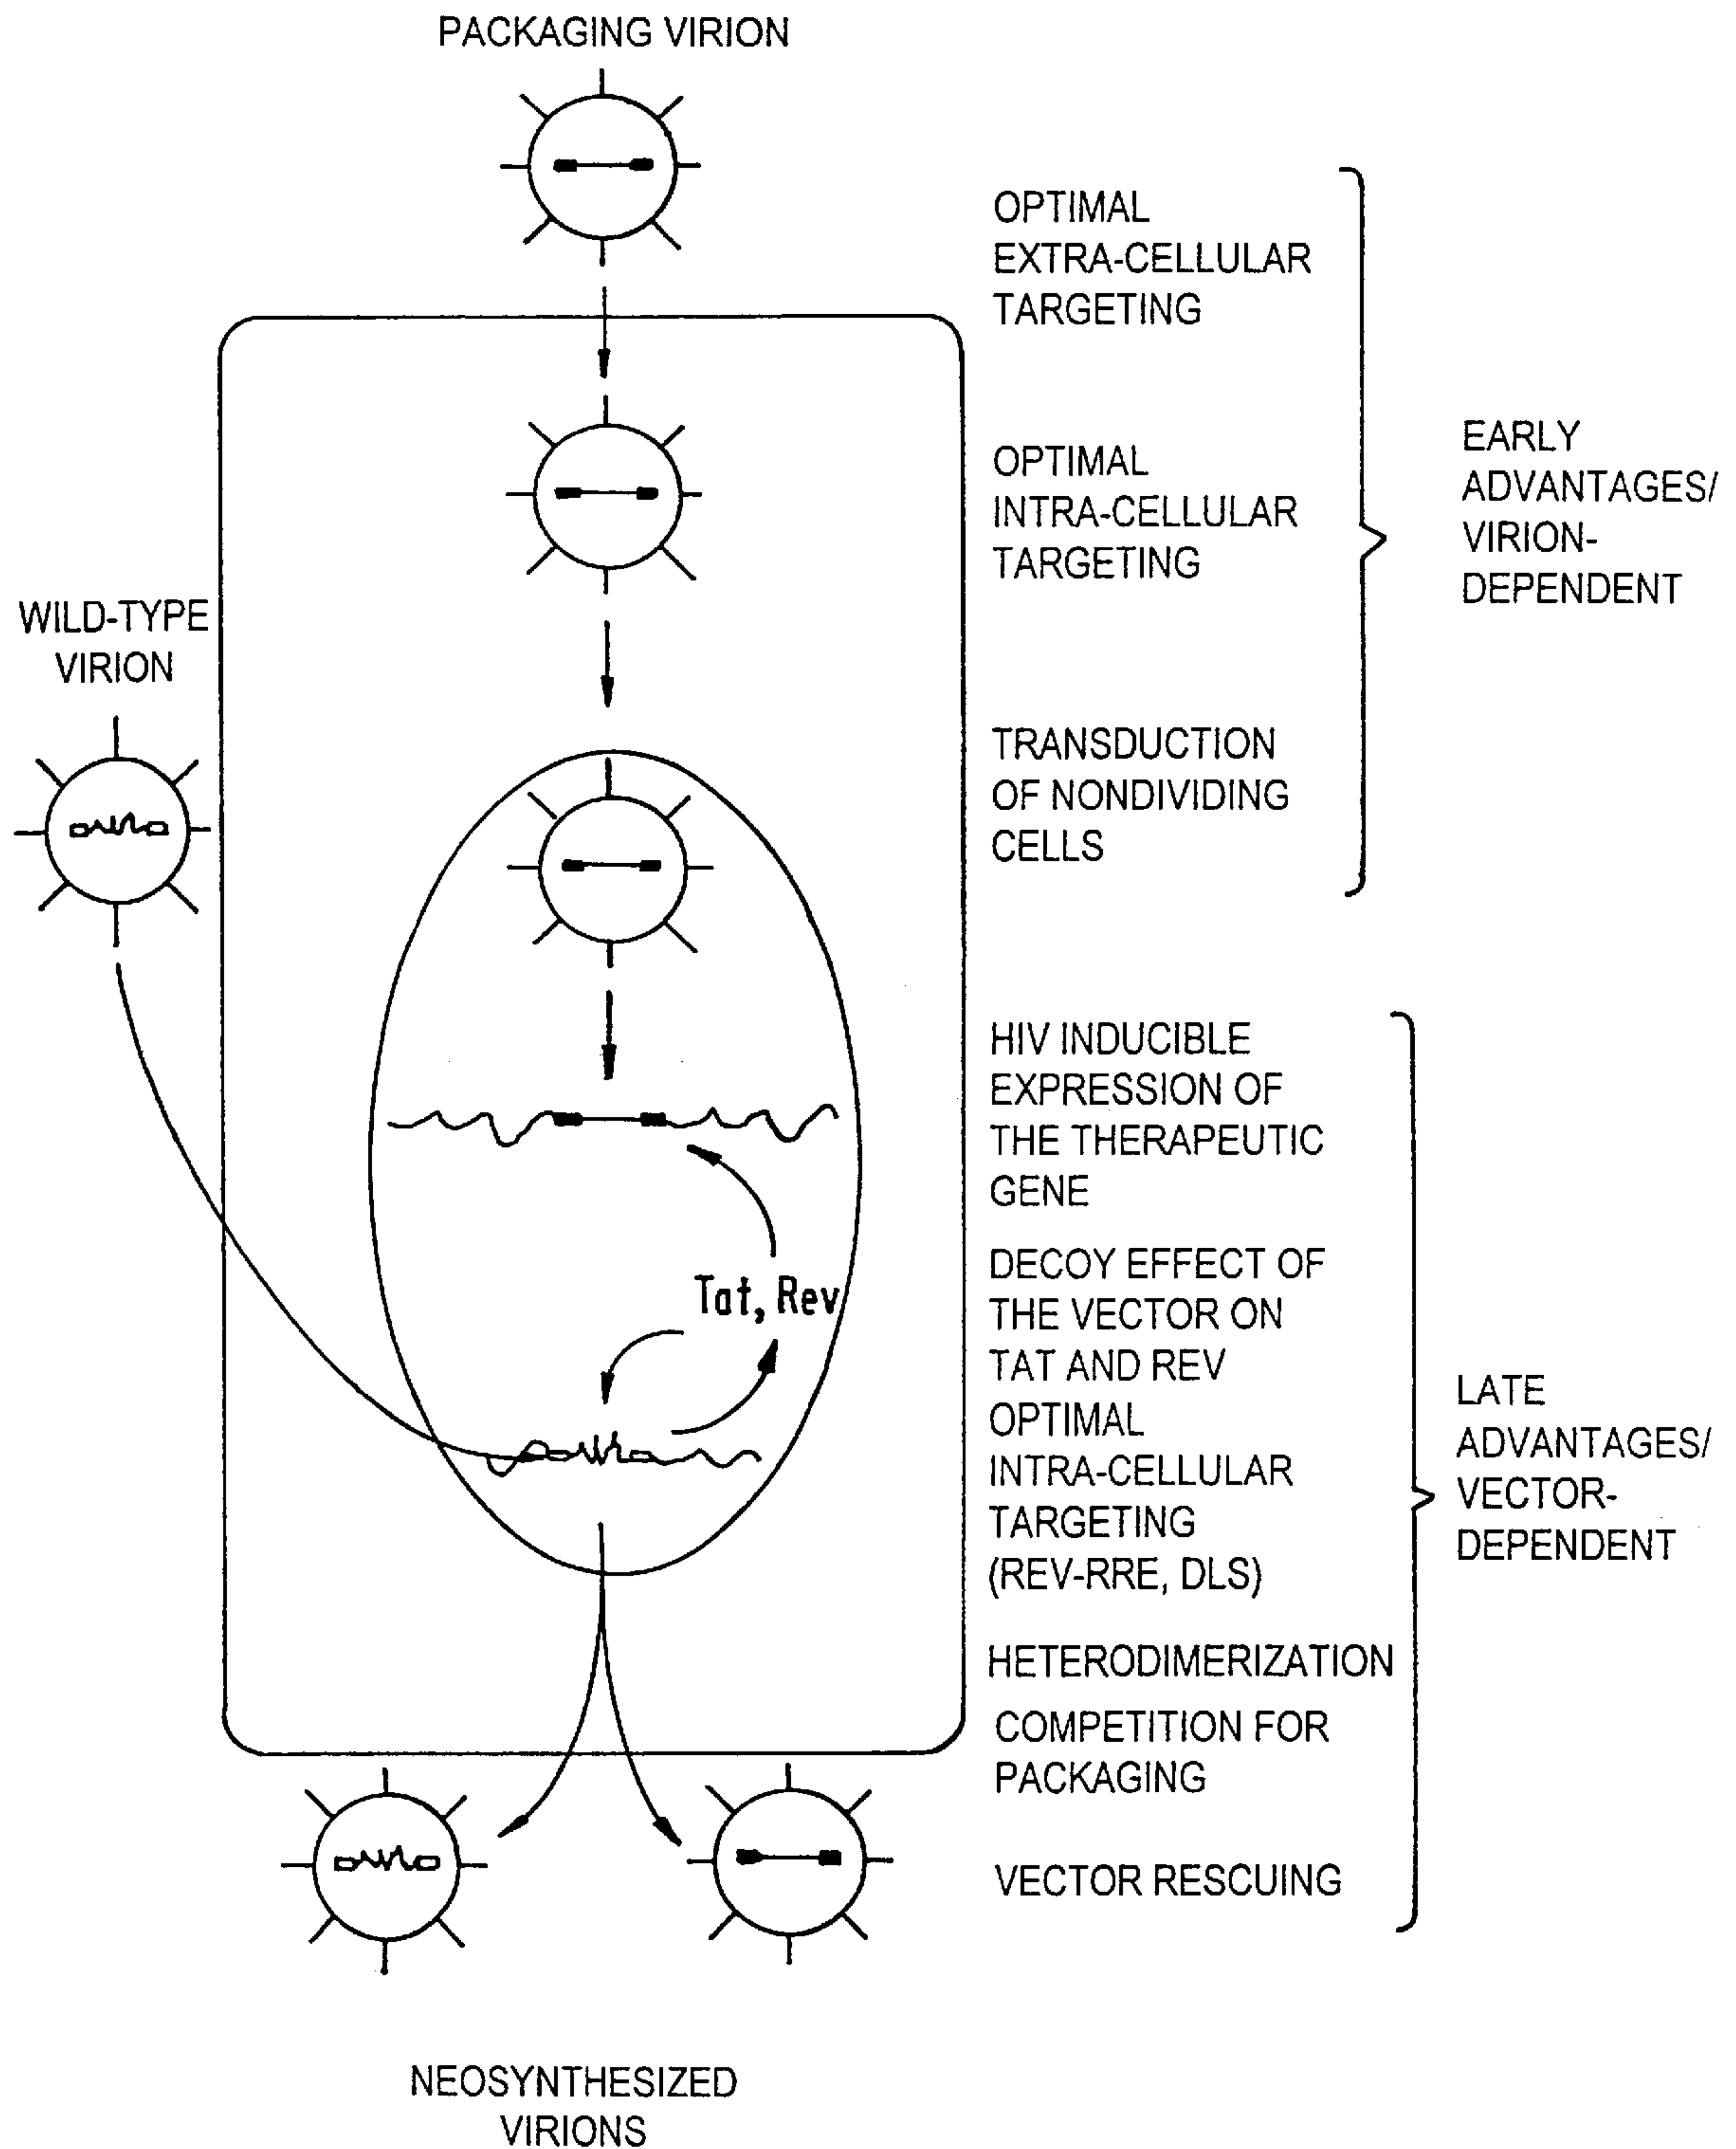 PACKAGING VIRION
OPTIMAL
EXTRA-CELLULAR
TARGETING
OPTIMAL
INTRA-CELLULAR
TARGETING
EARLY
ADVANTAGES/
VIRION-
DEPENDENT
WILD-TYPE
VIRION
TRANSDUCTION
OF NONDIVIDING
CELLS
HIV INDUCIBLE
EXPRESSION OF
THE THERAPEUTIC
GENE
Tat, Rev
DECOY EFFECT OF
THE VECTOR ON
TAT AND REV
OPTIMAL
INTRA-CELLULAR
TARGETING
(REV-RRE, DLS)
LATE
ADVANTAGES/
VECTOR-
DEPENDENT
HETERODIMERIZATION
COMPETITION FOR
PACKAGING
VECTOR RESCUING
NEOSYNTHESIZED
VIRIONS